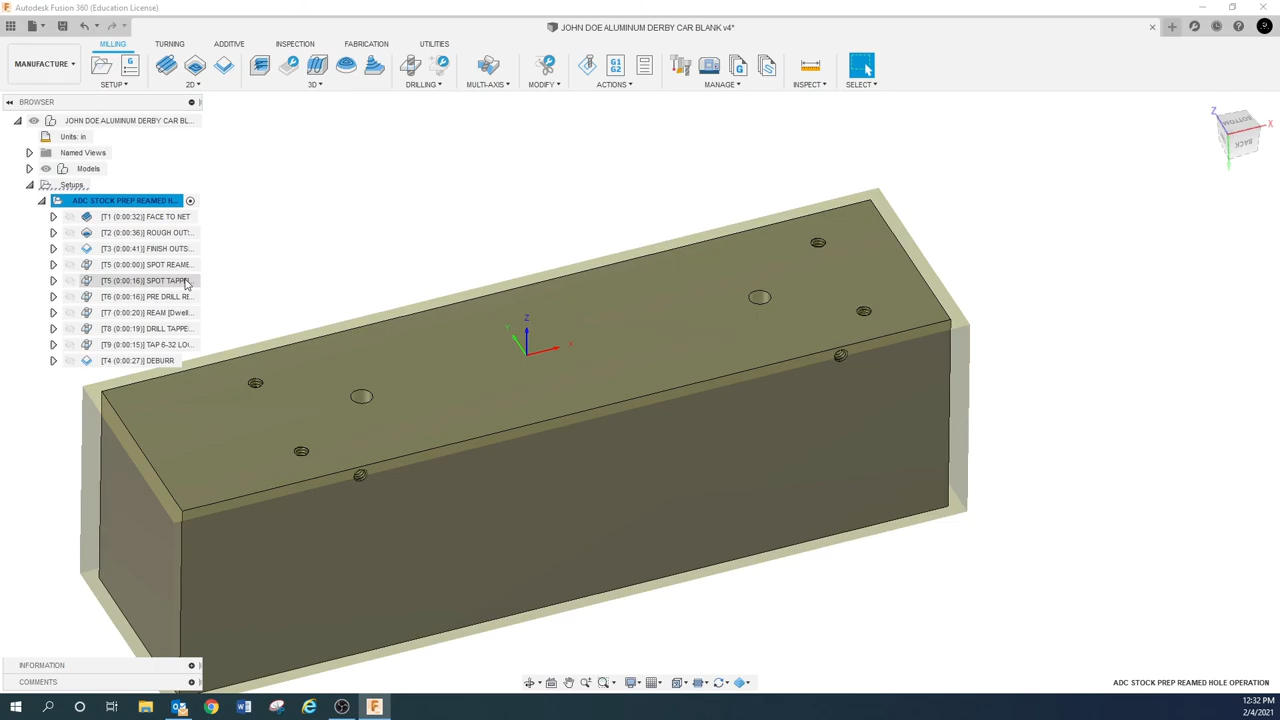 Autodesk Fusion 360 (Education License)
JOHN DOE ALUMINUM DERBY CAR BLANK v4*
MILLING TURNING ADDITIVE INSPECTION FABRICATION UTILITIES
MANUFACTURE
G1
G2
SETUP 2D 3D DRILLING MULTI-AXIS MODIFY ACTIONS MANAGE INSPECT SELECT
BROWSER
JOHN DOE ALUMINUM DERBY CAR BL...
Units: in
Named Views
Models
Setups
ADC STOCK PREP REAMED H...
[T1 (0:00:32)] FACE TO NET
[T2 (0:00:36)] ROUGH OUT...
[T3 (0:00:41)] FINISH OUTS...
[T5 (0:00:00)] SPOT REAME...
[T5 (0:00:16)] SPOT TAPP
[T6 (0:00:16)] PRE DRILL RE...
[T7 (0:00:20)] REAM [Dwell...
[T8 (0:00:19)] DRILL TAPPE...
[T9 (0:00:15)] TAP 6-32 LO...
[T4 (0:00:27)] DEBURR
Z
X
BOTTOM
BACK
Z
Y
X
INFORMATION
COMMENTS
ADC STOCK PREP REAMED HOLE OPERATION
12:32 PM
2/4/2021